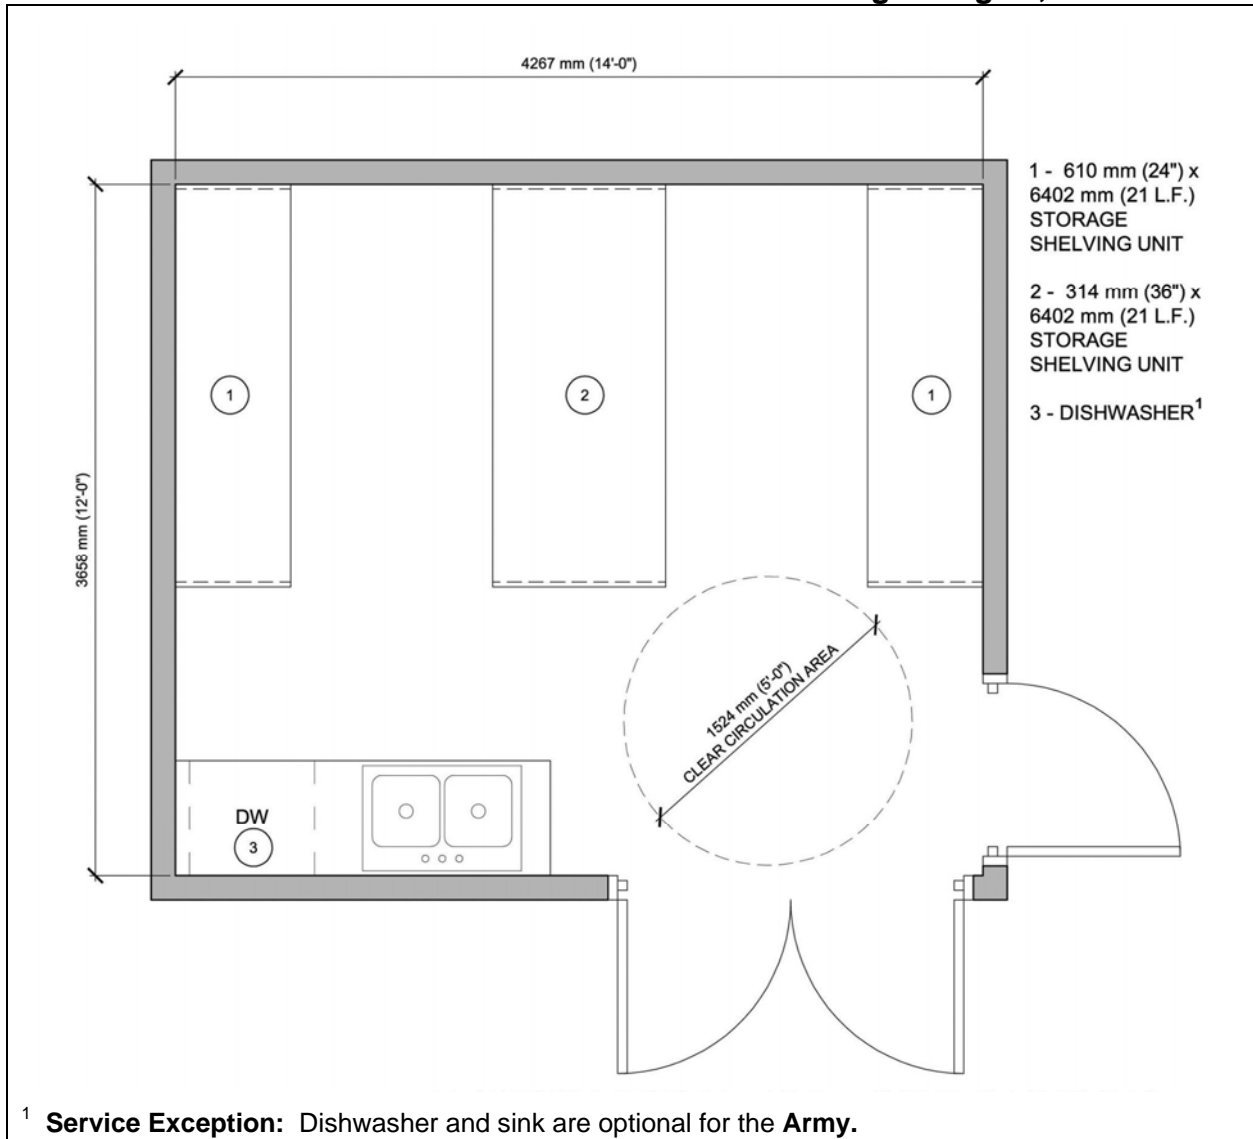 4267 mm (14'-0")
1 - 610 mm (24") x
6402 mm (21 L.F.)
STORAGE
SHELVING UNIT
2 - 314 mm (36") x
6402 mm (21 L.F.)
STORAGE
SHELVING UNIT
3 - DISHWASHER¹
1
2
1
3658 mm (12'-0")
1524 mm (5'-0")
CLEAR CIRCULATION AREA
DW
3
¹ Service Exception: Dishwasher and sink are optional for the Army.